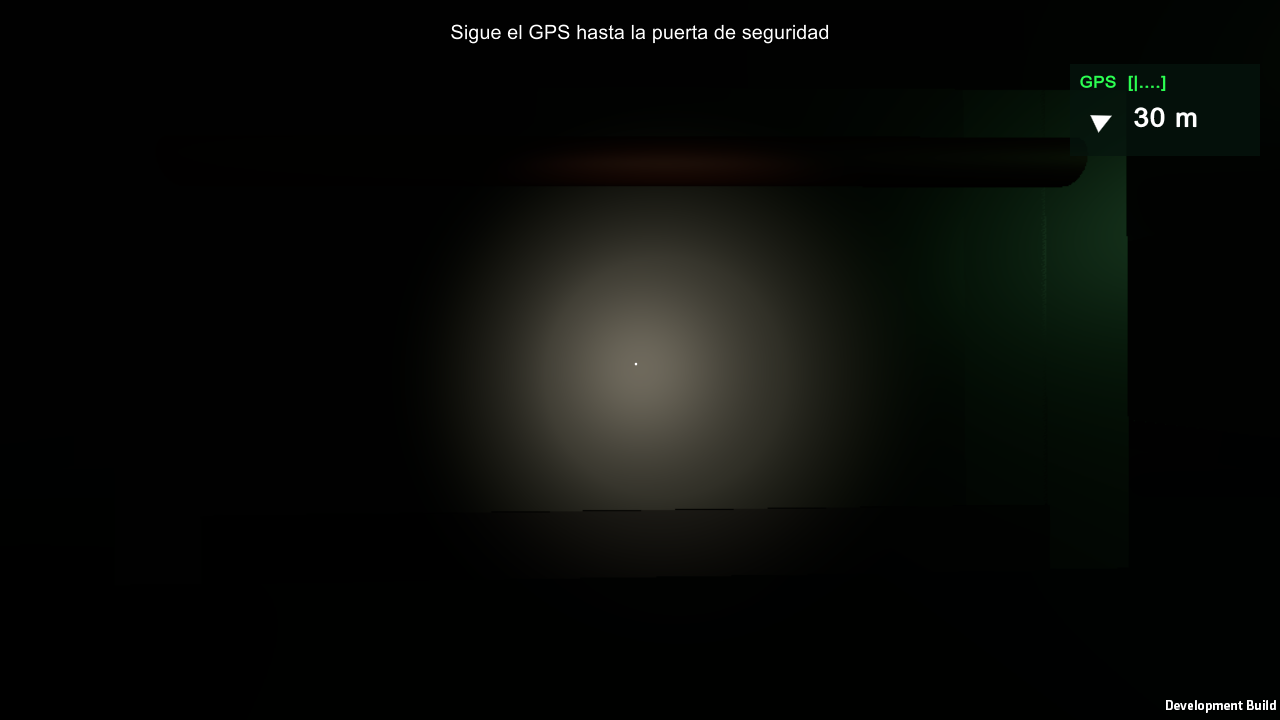 Sigue el GPS hasta la puerta de seguridad
GPS [|....]
30 m
Development Build